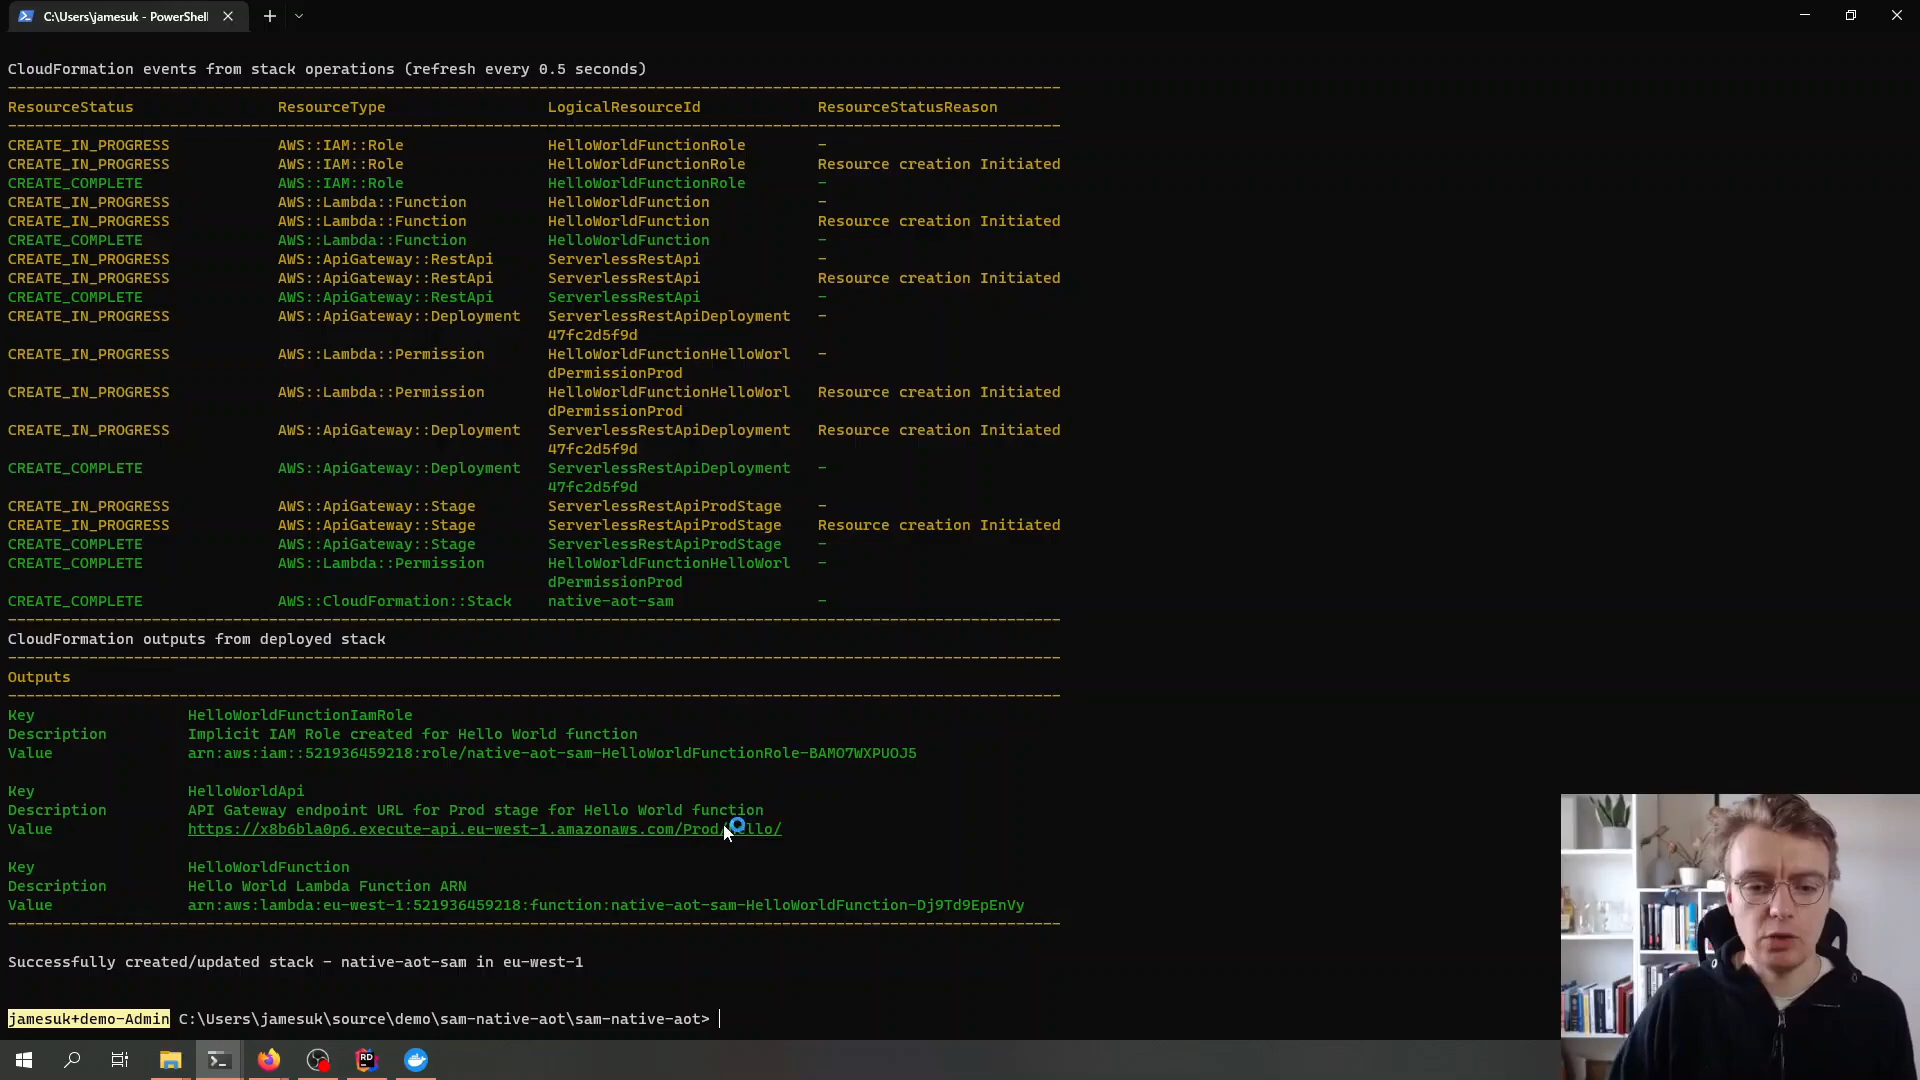 C:\Users\jamesuk - PowerShell
CloudFormation events from stack operations (refresh every 0.5 seconds)
ResourceStatus ResourceType LogicalResourceId ResourceStatusReason
CREATE_IN_PROGRESS AWS::IAM::Role HelloWorldFunctionRole -
CREATE_IN_PROGRESS AWS::IAM::Role HelloWorldFunctionRole Resource creation Initiated
CREATE_COMPLETE AWS::IAM::Role HelloWorldFunctionRole -
CREATE_IN_PROGRESS AWS::Lambda::Function HelloWorldFunction -
CREATE_IN_PROGRESS AWS::Lambda::Function HelloWorldFunction Resource creation Initiated
CREATE_COMPLETE AWS::Lambda::Function HelloWorldFunction -
CREATE_IN_PROGRESS AWS::ApiGateway::RestApi ServerlessRestApi -
CREATE_IN_PROGRESS AWS::ApiGateway::RestApi ServerlessRestApi Resource creation Initiated
CREATE_COMPLETE AWS::ApiGateway::RestApi ServerlessRestApi -
CREATE_IN_PROGRESS AWS::ApiGateway::Deployment ServerlessRestApiDeployment -
47fc2d5f9d
CREATE_IN_PROGRESS AWS::Lambda::Permission HelloWorldFunctionHelloWorl -
dPermissionProd
CREATE_IN_PROGRESS AWS::Lambda::Permission HelloWorldFunctionHelloWorl Resource creation Initiated
dPermissionProd
CREATE_IN_PROGRESS AWS::ApiGateway::Deployment ServerlessRestApiDeployment Resource creation Initiated
47fc2d5f9d
CREATE_COMPLETE AWS::ApiGateway::Deployment ServerlessRestApiDeployment -
47fc2d5f9d
CREATE_IN_PROGRESS AWS::ApiGateway::Stage ServerlessRestApiProdStage -
CREATE_IN_PROGRESS AWS::ApiGateway::Stage ServerlessRestApiProdStage Resource creation Initiated
CREATE_COMPLETE AWS::ApiGateway::Stage ServerlessRestApiProdStage -
CREATE_COMPLETE AWS::Lambda::Permission HelloWorldFunctionHelloWorl -
dPermissionProd
CREATE_COMPLETE AWS::CloudFormation::Stack native-aot-sam -
CloudFormation outputs from deployed stack
Outputs
Key HelloWorldFunctionIamRole
Description Implicit IAM Role created for Hello World function
Value arn:aws:iam::521936459218:role/native-aot-sam-HelloWorldFunctionRole-BAMO7WXPUOJ5
Key HelloWorldApi
Description API Gateway endpoint URL for Prod stage for Hello World function
Value https://x8b6bla0p6.execute-api.eu-west-1.amazonaws.com/Prod/hello/
Key HelloWorldFunction
Description Hello World Lambda Function ARN
Value arn:aws:lambda:eu-west-1:521936459218:function:native-aot-sam-HelloWorldFunction-Dj9Td9EpEnVy
Successfully created/updated stack - native-aot-sam in eu-west-1
jamesuk+demo-Admin C:\Users\jamesuk\source\demo\sam-native-aot\sam-native-aot>
RD